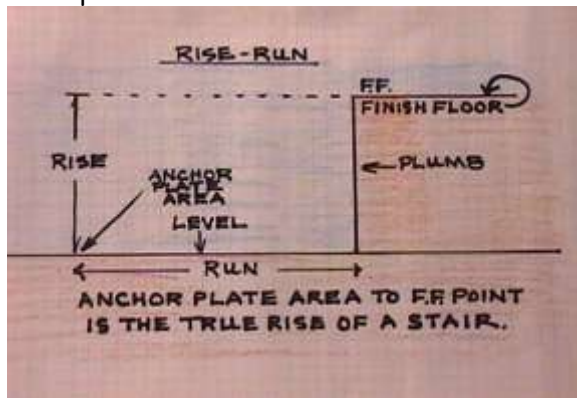 RISE-RUN
F.F.
FINISH FLOOR
RISE
PLUMB
ANCHOR
PLATE
AREA
LEVEL
RUN
ANCHOR PLATE AREA TO F.F. POINT
IS THE TRUE RISE OF A STAIR.